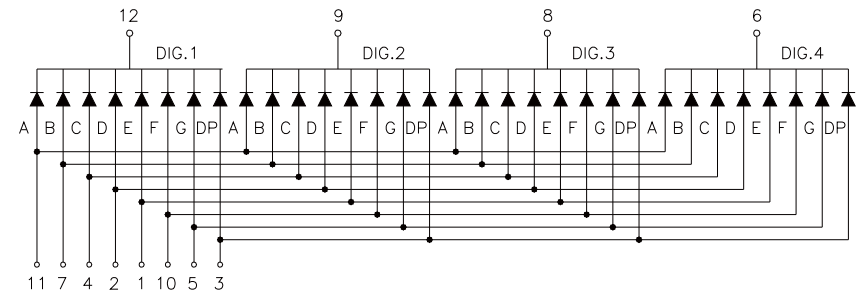 12 9 8 6
DIG.1 DIG.2 DIG.3 DIG.4
A B C D E F G DP A B C D E F G DP A B C D E F G DP A B C D E F G DP
11 7 4 2 1 10 5 3